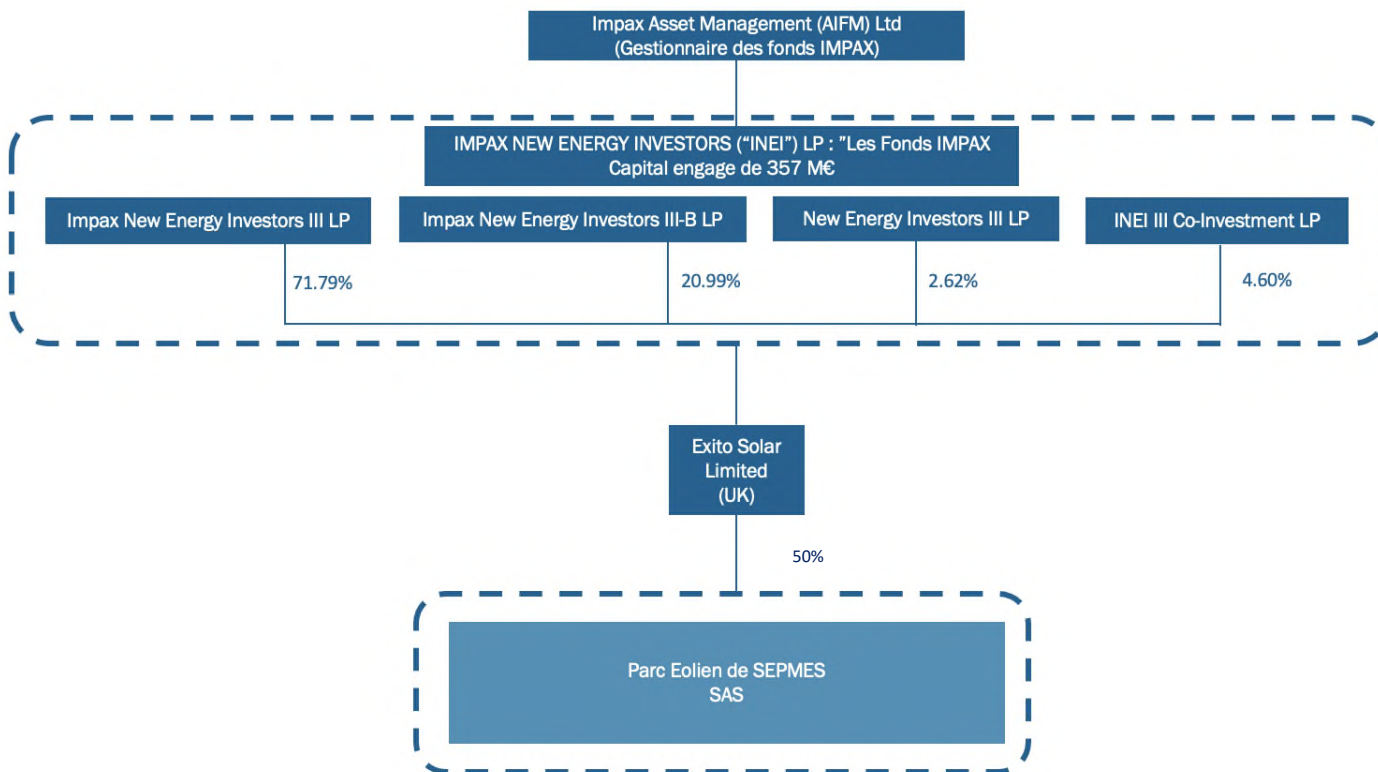 Impax Asset Management (AIFM) Ltd
(Gestionnaire des fonds IMPAX)
IMPAX NEW ENERGY INVESTORS (“INEI”) LP : ”Les Fonds IMPAX
Capital engage de 357 M€
Impax New Energy Investors III LP
Impax New Energy Investors III-B LP
New Energy Investors III LP
INEI III Co-Investment LP
71.79%
20.99%
2.62%
4.60%
Exito Solar
Limited
(UK)
50%
Parc Eolien de SEPMES
SAS